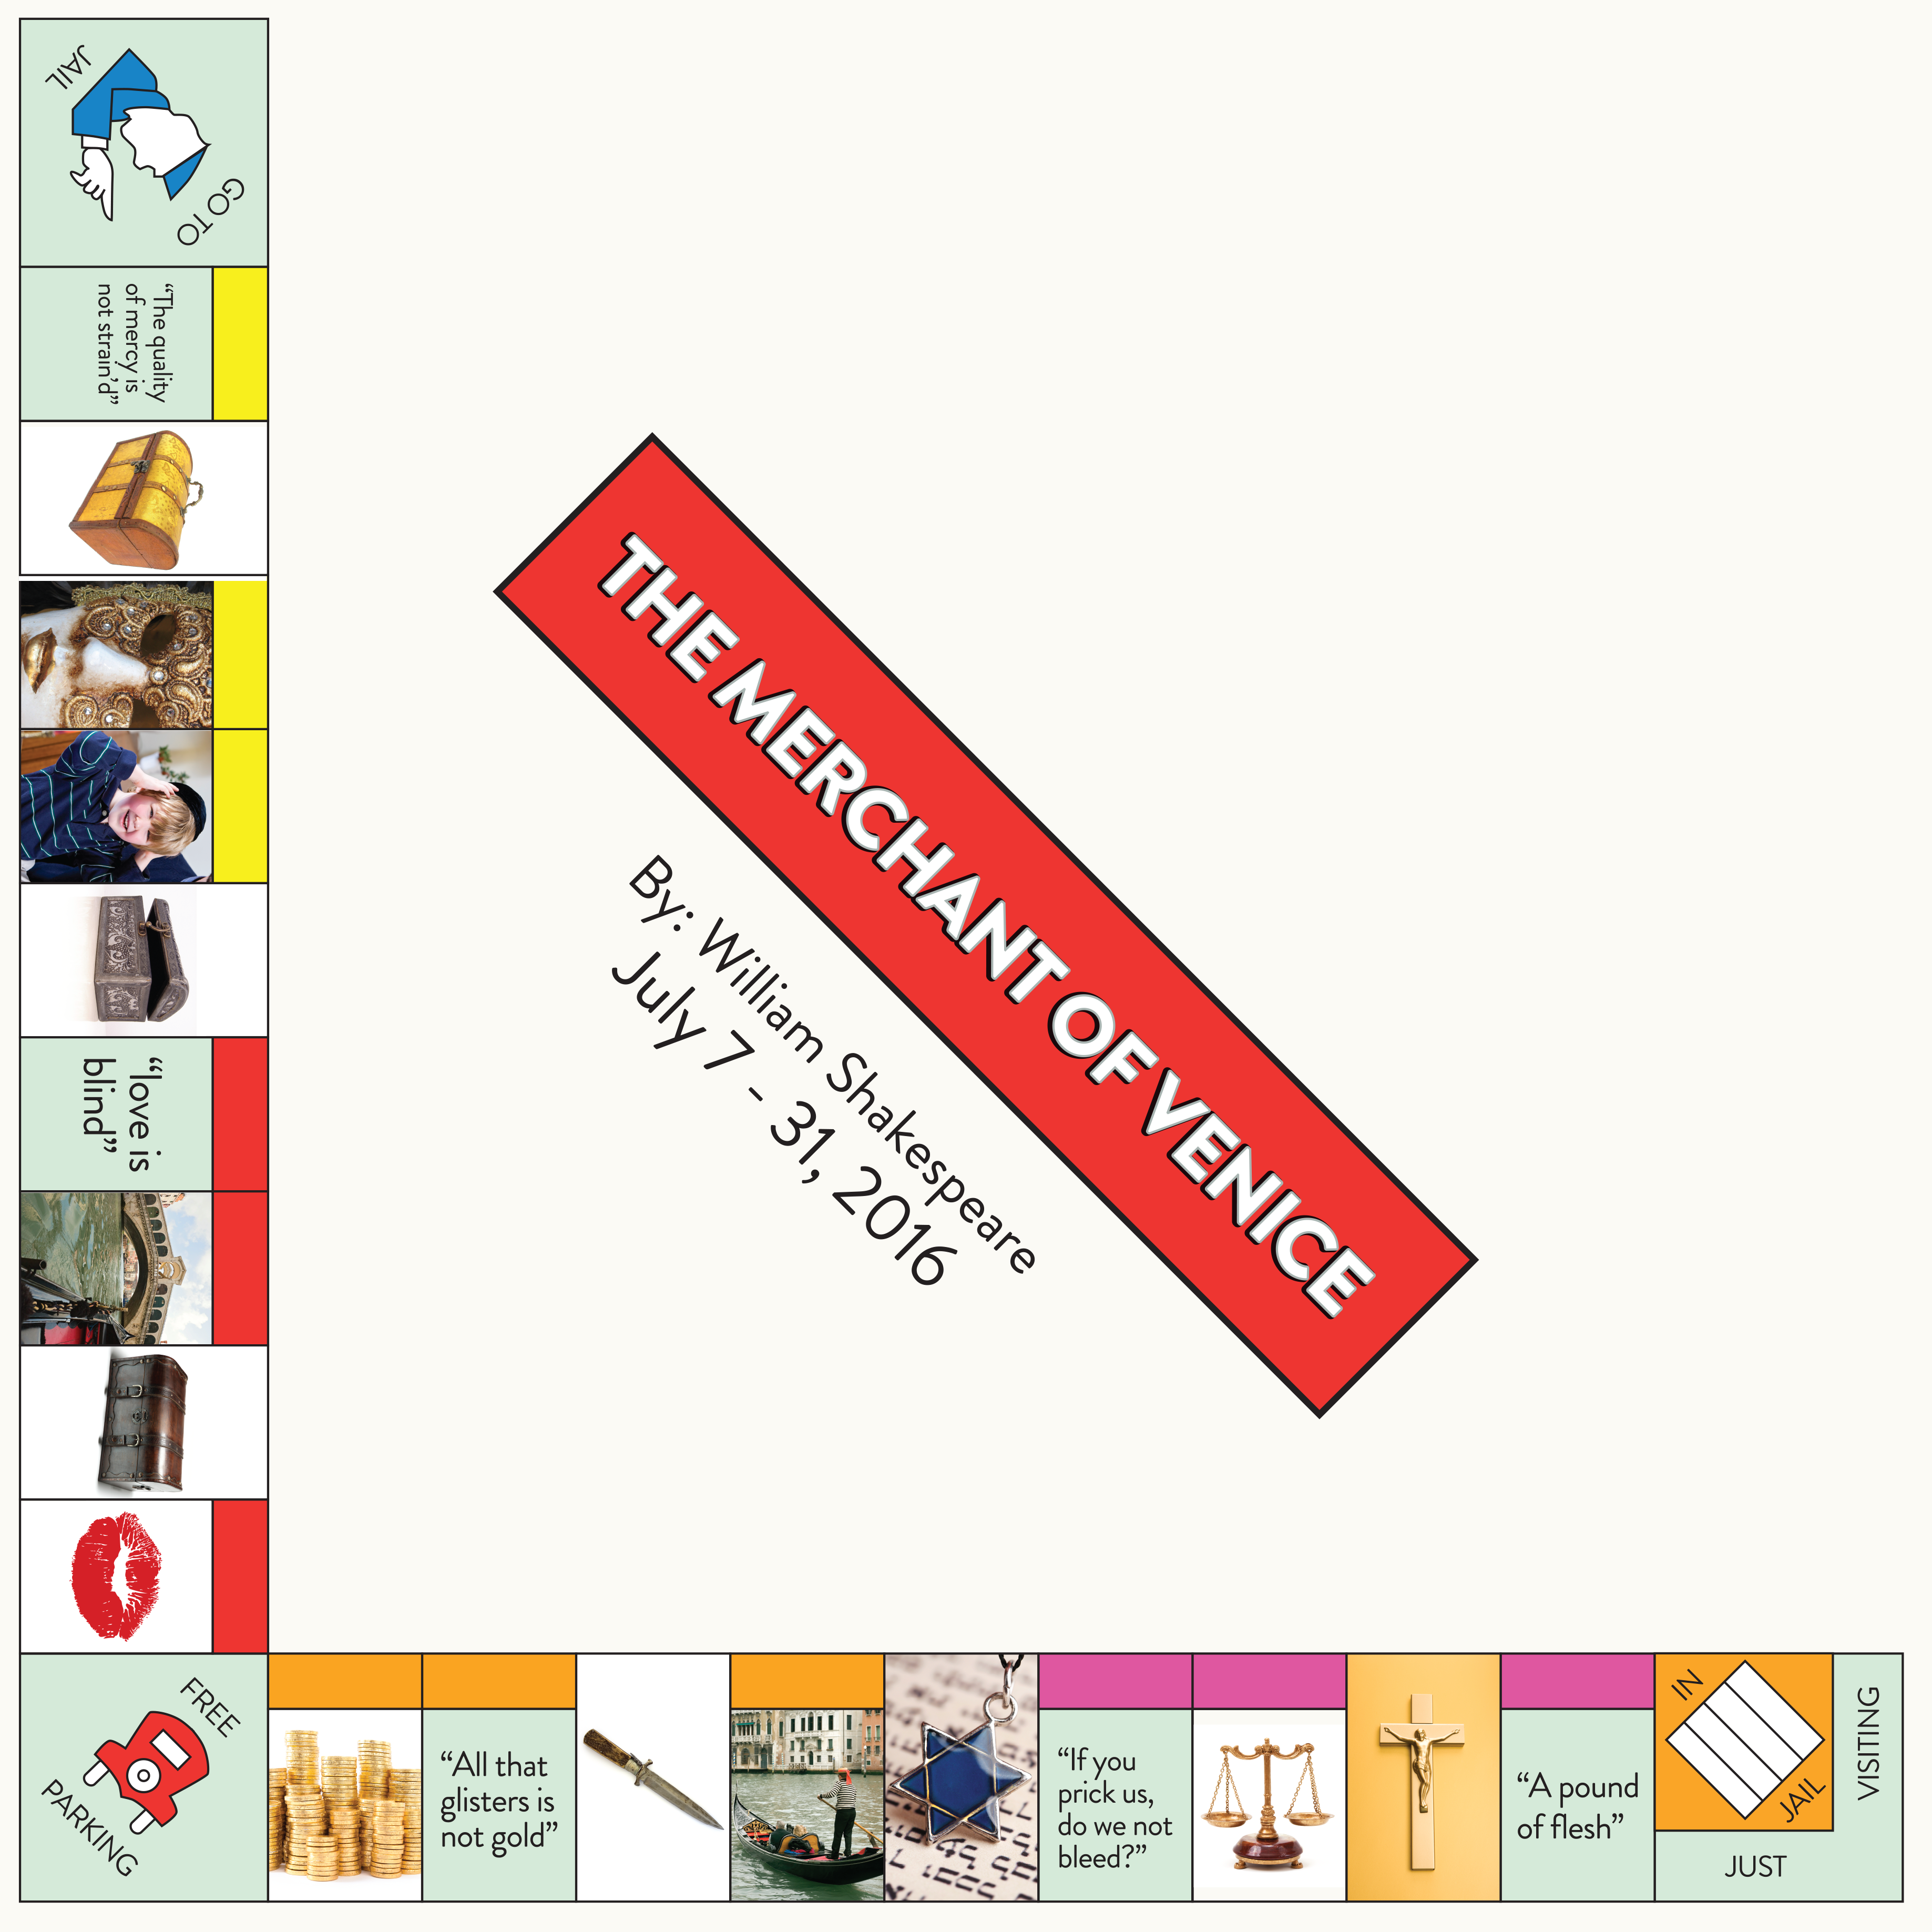 GO TO
JAIL
“The quality
of mercy is
not strain’d”
“love is
blind”
THE MERCHANT OF VENICE
By: William Shakespeare
July 7 - 31, 2016
FREE
PARKING
“All that
glisters is
not gold”
“If you
prick us,
do we not
bleed?”
“A pound
of flesh”
IN
JAIL
JUST
VISITING